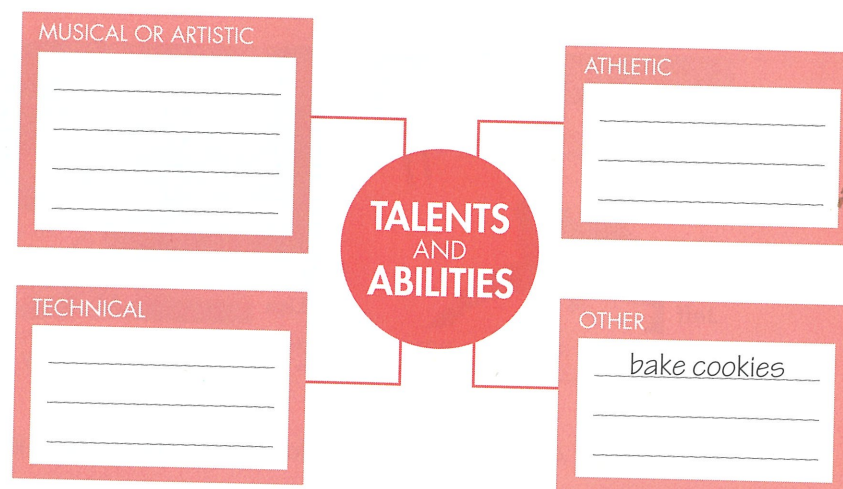 MUSICAL OR ARTISTIC
ATHLETIC
TALENTS
AND
ABILITIES
TECHNICAL
OTHER
bake cookies